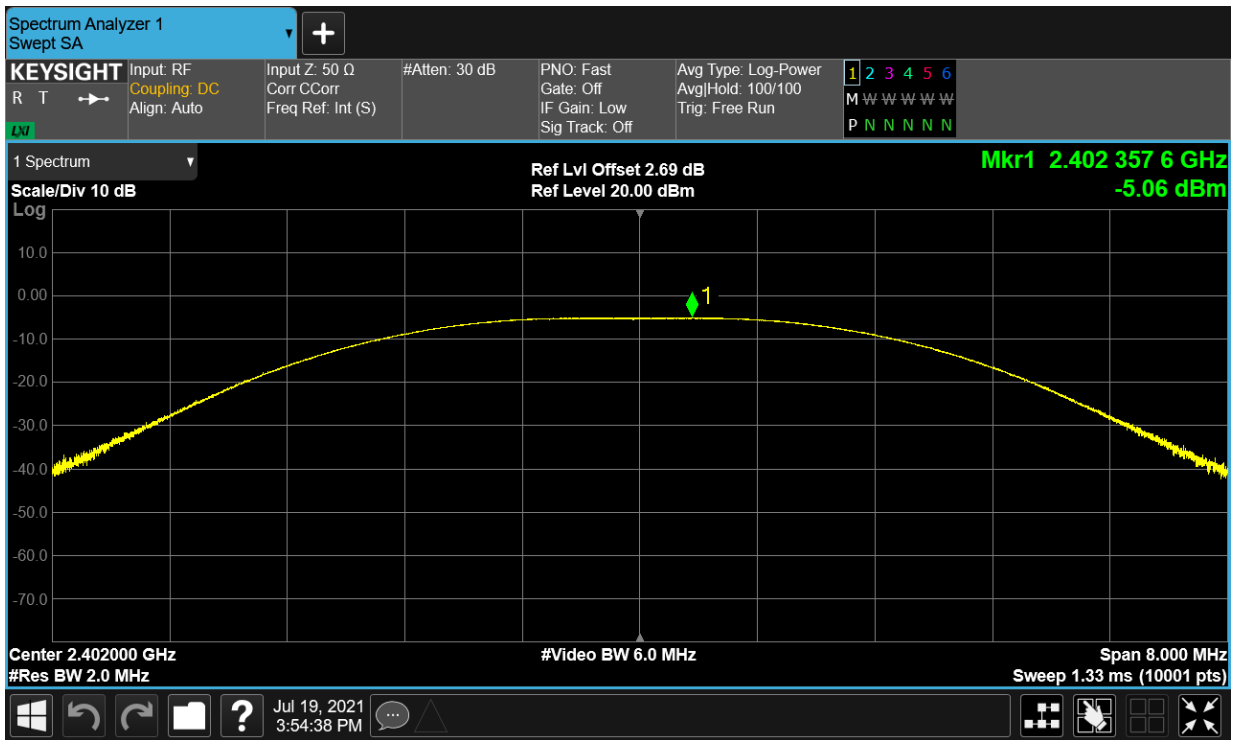 Spectrum Analyzer 1
Swept SA
KEYSIGHT
R T
LXI
Input: RF
Coupling: DC
Align: Auto
Input Z: 50 Ω
Corr CCorr
Freq Ref: Int (S)
#Atten: 30 dB
PNO: Fast
Gate: Off
IF Gain: Low
Sig Track: Off
Avg Type: Log-Power
Avg|Hold: 100/100
Trig: Free Run
1 2 3 4 5 6
M W W W W W
P N N N N N
1 Spectrum
Scale/Div 10 dB
Log
Ref Lvl Offset 2.69 dB
Ref Level 20.00 dBm
Mkr1 2.402 357 6 GHz
-5.06 dBm
10.0
0.00
1
-10.0
-20.0
-30.0
-40.0
-50.0
-60.0
-70.0
Center 2.402000 GHz
#Res BW 2.0 MHz
#Video BW 6.0 MHz
Span 8.000 MHz
Sweep 1.33 ms (10001 pts)
?
Jul 19, 2021
3:54:38 PM